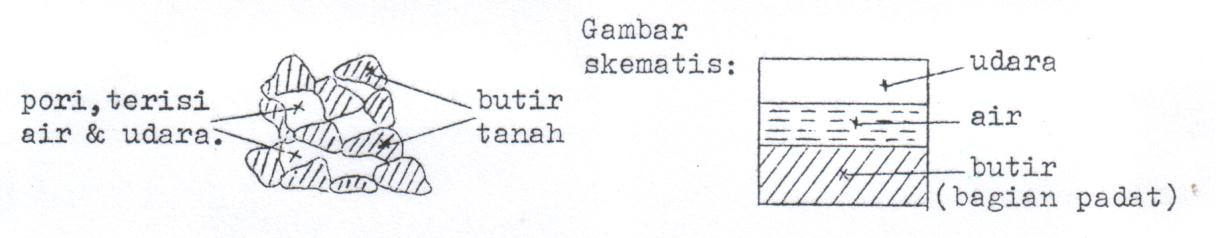 pori,terisi
air & udara.
butir
tanah
Gambar
skematis:
udara
air
butir
(bagian padat)